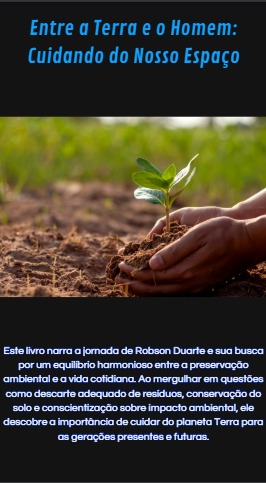 Entre a Terra e o Homem:
Cuidando do Nosso Espaço
Este livro narra a jornada de Robson Duarte e sua busca
por um equilíbrio harmonioso entre a preservação
ambiental e a vida cotidiana. Ao mergulhar em questões
como descarte adequado de resíduos, conservação do
solo e conscientização sobre impacto ambiental, ele
descobre a importância de cuidar do planeta Terra para
as gerações presentes e futuras.